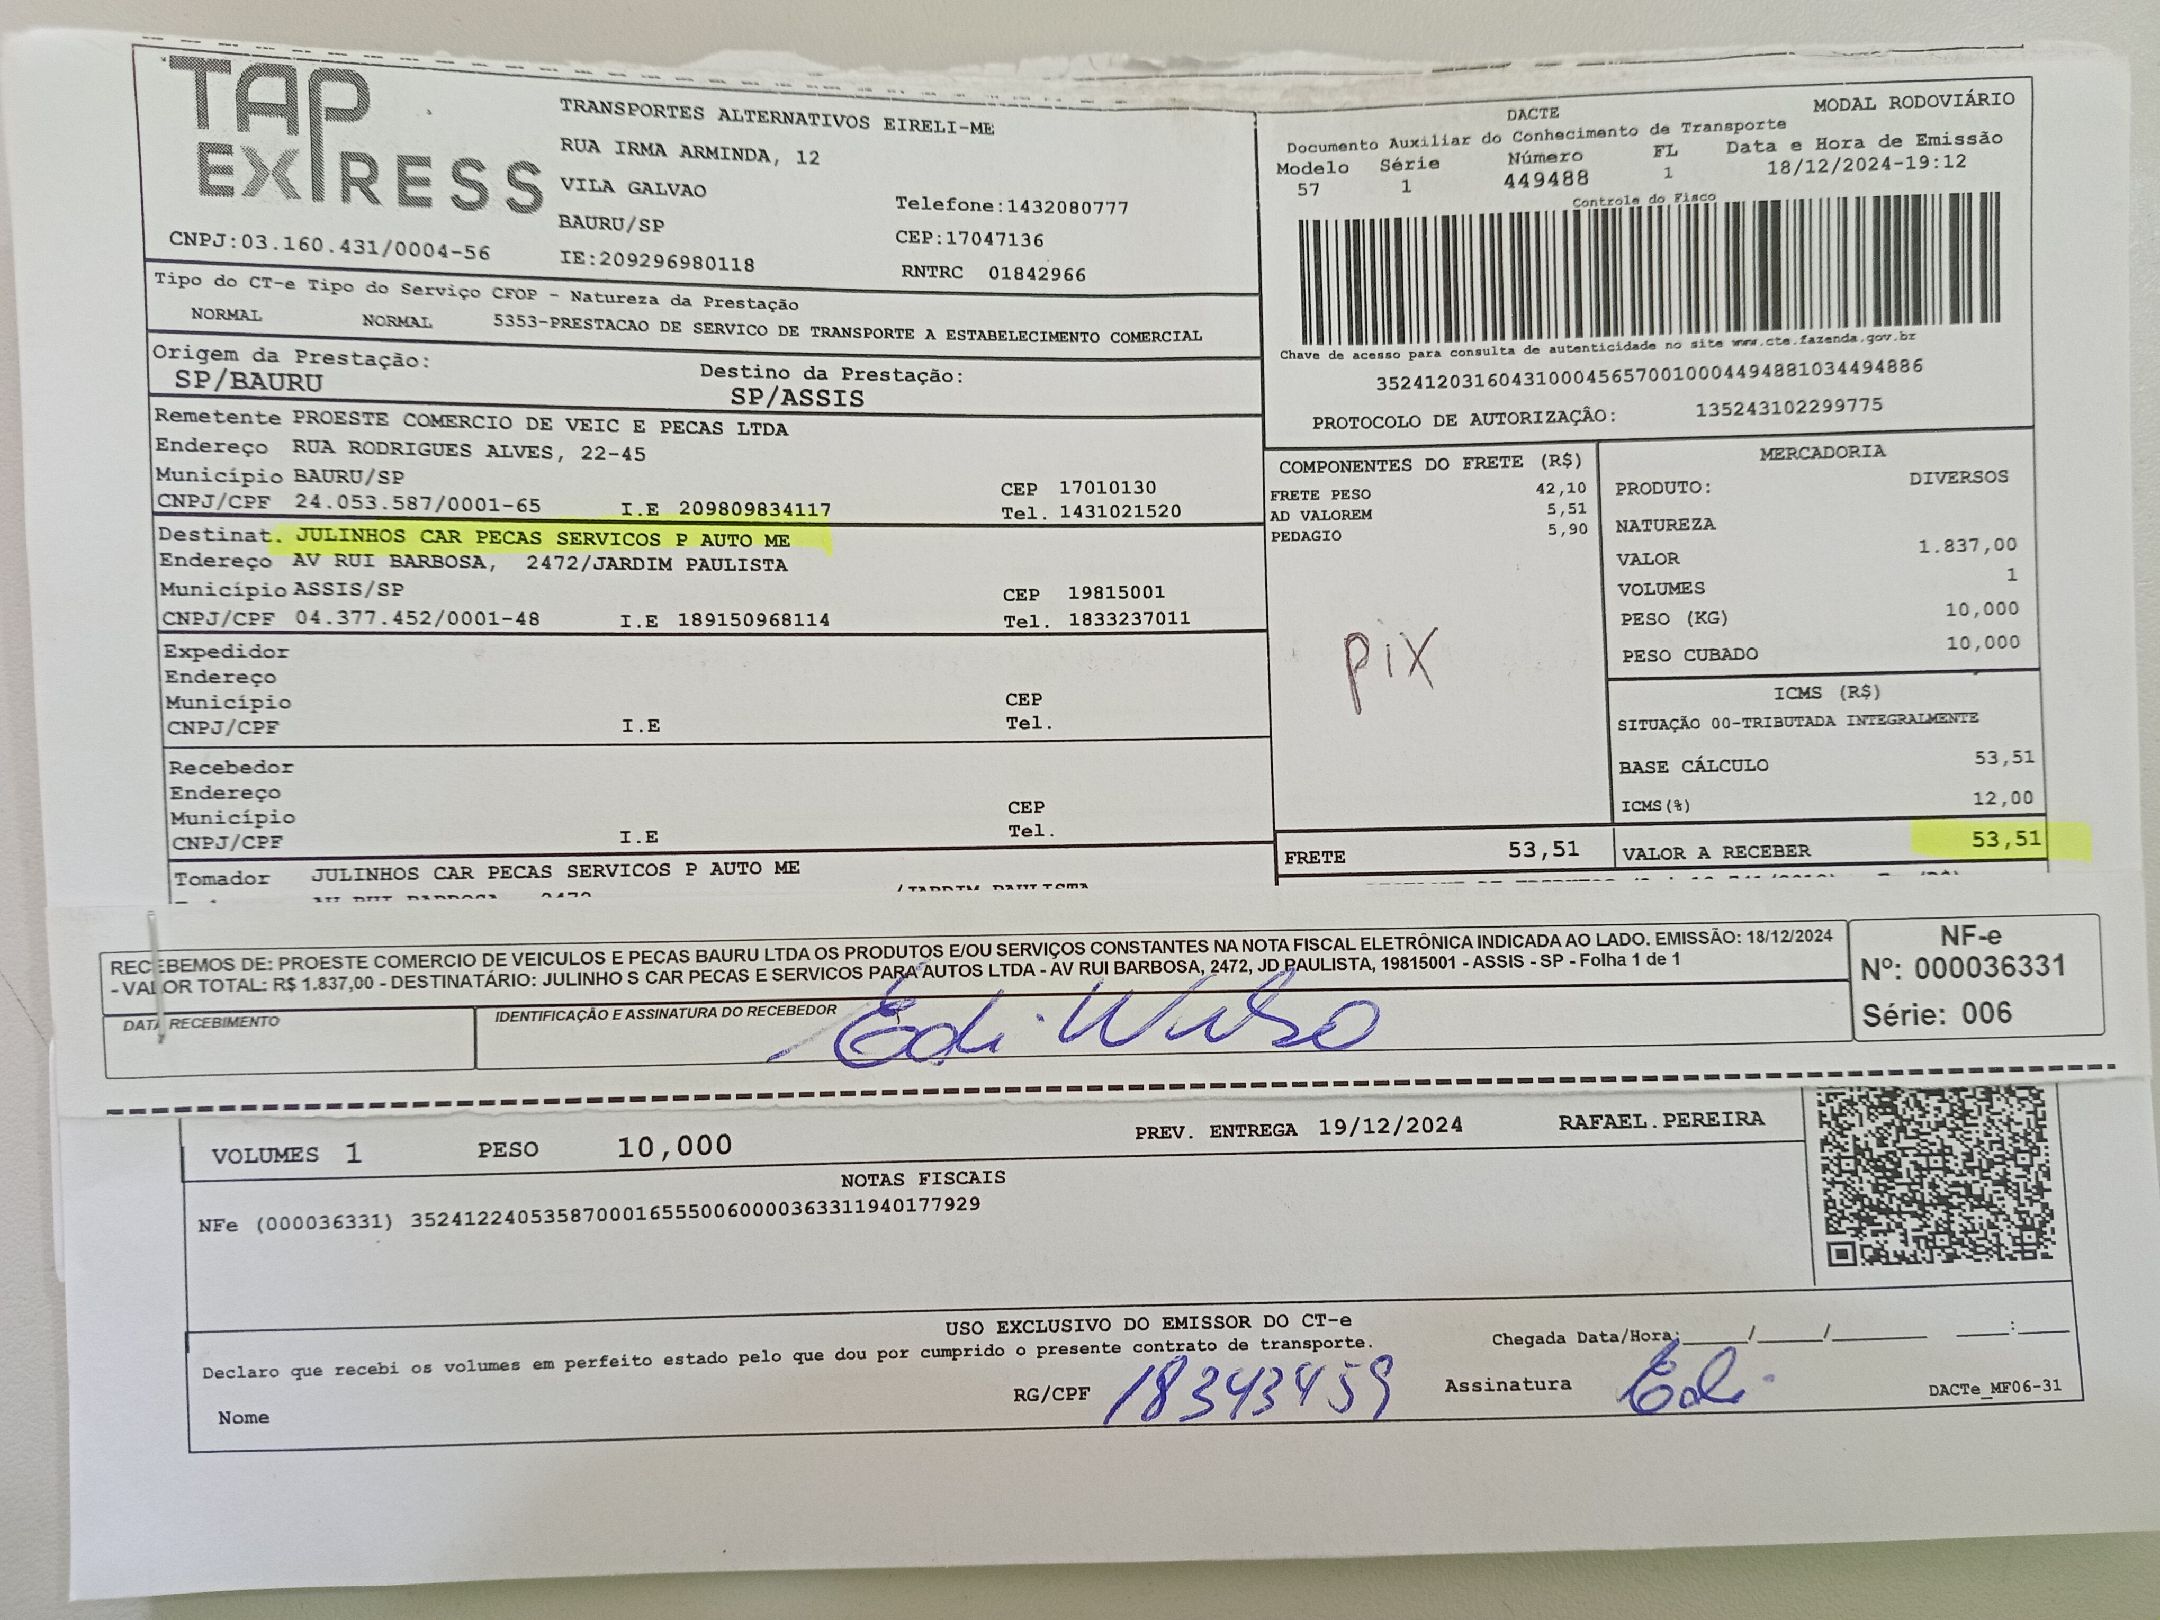 TAP EXPRESS
TRANSPORTES ALTERNATIVOS EIRELI-ME
RUA IRMA ARMINDA, 12
VILA GALVAO
BAURU/SP
IE:209296980118
Telefone:1432080777
CEP:17047136
RNTRC 01842966
CNPJ:03.160.431/0004-56
DACTE
MODAL RODOVIÁRIO
Documento Auxiliar do Conhecimento de Transporte
Modelo Série Número FL Data e Hora de Emissão
57 1 449488 1 18/12/2024-19:12
Controle do Fisco
Chave de acesso para consulta de autenticidade no site www.cte.fazenda.gov.br
35241203160431000456570010004494881034494886
PROTOCOLO DE AUTORIZAÇÂO: 135243102299775
Tipo do CT-e Tipo do Serviço CFOP - Natureza da Prestação
NORMAL NORMAL 5353-PRESTACAO DE SERVICO DE TRANSPORTE A ESTABELECIMENTO COMERCIAL
Origem da Prestação: Destino da Prestação:
SP/BAURU SP/ASSIS
Remetente PROESTE COMERCIO DE VEIC E PECAS LTDA
Endereço RUA RODRIGUES ALVES, 22-45
Município BAURU/SP CEP 17010130
CNPJ/CPF 24.053.587/0001-65 I.E 209809834117 Tel. 1431021520
Destinat. JULINHOS CAR PECAS SERVICOS P AUTO ME
Endereço AV RUI BARBOSA, 2472/JARDIM PAULISTA
Município ASSIS/SP CEP 19815001
CNPJ/CPF 04.377.452/0001-48 I.E 189150968114 Tel. 1833237011
Expedidor
Endereço
Município CEP
CNPJ/CPF I.E Tel.
Recebedor
Endereço
Município CEP
CNPJ/CPF I.E Tel.
Tomador JULINHOS CAR PECAS SERVICOS P AUTO ME
AV RUI BARBOSA, 2472 /JARDIM PAULISTA
COMPONENTES DO FRETE (R$)
FRETE PESO 42,10
AD VALOREM 5,51
PEDAGIO 5,90
pix
FRETE 53,51
MERCADORIA
PRODUTO: DIVERSOS
NATUREZA
VALOR 1.837,00
VOLUMES 1
PESO (KG) 10,000
PESO CUBADO 10,000
ICMS (R$)
SITUAÇÃO 00-TRIBUTADA INTEGRALMENTE
BASE CÁLCULO 53,51
ICMS(%) 12,00
VALOR A RECEBER 53,51
RECEBEMOS DE: PROESTE COMERCIO DE VEICULOS E PECAS BAURU LTDA OS PRODUTOS E/OU SERVIÇOS CONSTANTES NA NOTA FISCAL ELETRÔNICA INDICADA AO LADO. EMISSÃO: 18/12/2024
- VALOR TOTAL: R$ 1.837,00 - DESTINATÁRIO: JULINHO S CAR PECAS E SERVICOS PARA AUTOS LTDA - AV RUI BARBOSA, 2472, JD PAULISTA, 19815001 - ASSIS - SP - Folha 1 de 1
DATA RECEBIMENTO
IDENTIFICAÇÃO E ASSINATURA DO RECEBEDOR
NF-e
Nº: 000036331
Série: 006
VOLUMES 1 PESO 10,000 PREV. ENTREGA 19/12/2024 RAFAEL.PEREIRA
NOTAS FISCAIS
NFe (000036331) 35241224053587000165550060000363311940177929
USO EXCLUSIVO DO EMISSOR DO CT-e
Declaro que recebi os volumes em perfeito estado pelo que dou por cumprido o presente contrato de transporte.
Chegada Data/Hora:____/____/______ ___:___
Nome
RG/CPF 18343459
Assinatura Edi
DACTe_MF06-31